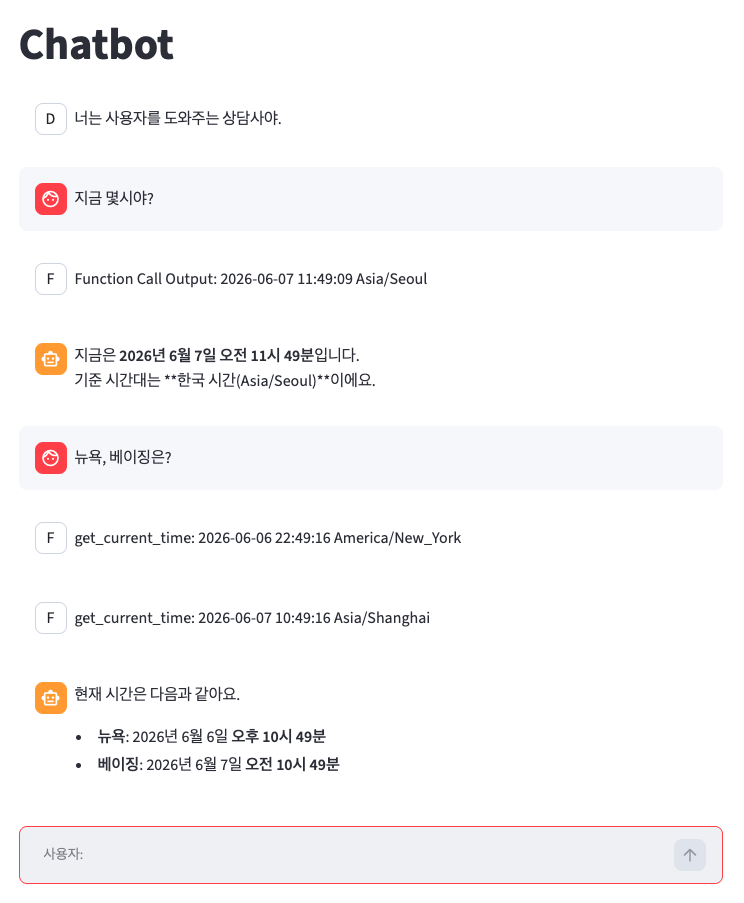 Chatbot
D 너는 사용자를 도와주는 상담사야.
지금 몇시야?
F Function Call Output: 2026-06-07 11:49:09 Asia/Seoul
지금은 2026년 6월 7일 오전 11시 49분입니다.
기준 시간대는 **한국 시간(Asia/Seoul)**이에요.
뉴욕, 베이징은?
F get_current_time: 2026-06-06 22:49:16 America/New_York
F get_current_time: 2026-06-07 10:49:16 Asia/Shanghai
현재 시간은 다음과 같아요.
• 뉴욕: 2026년 6월 6일 오후 10시 49분
• 베이징: 2026년 6월 7일 오전 10시 49분
사용자: